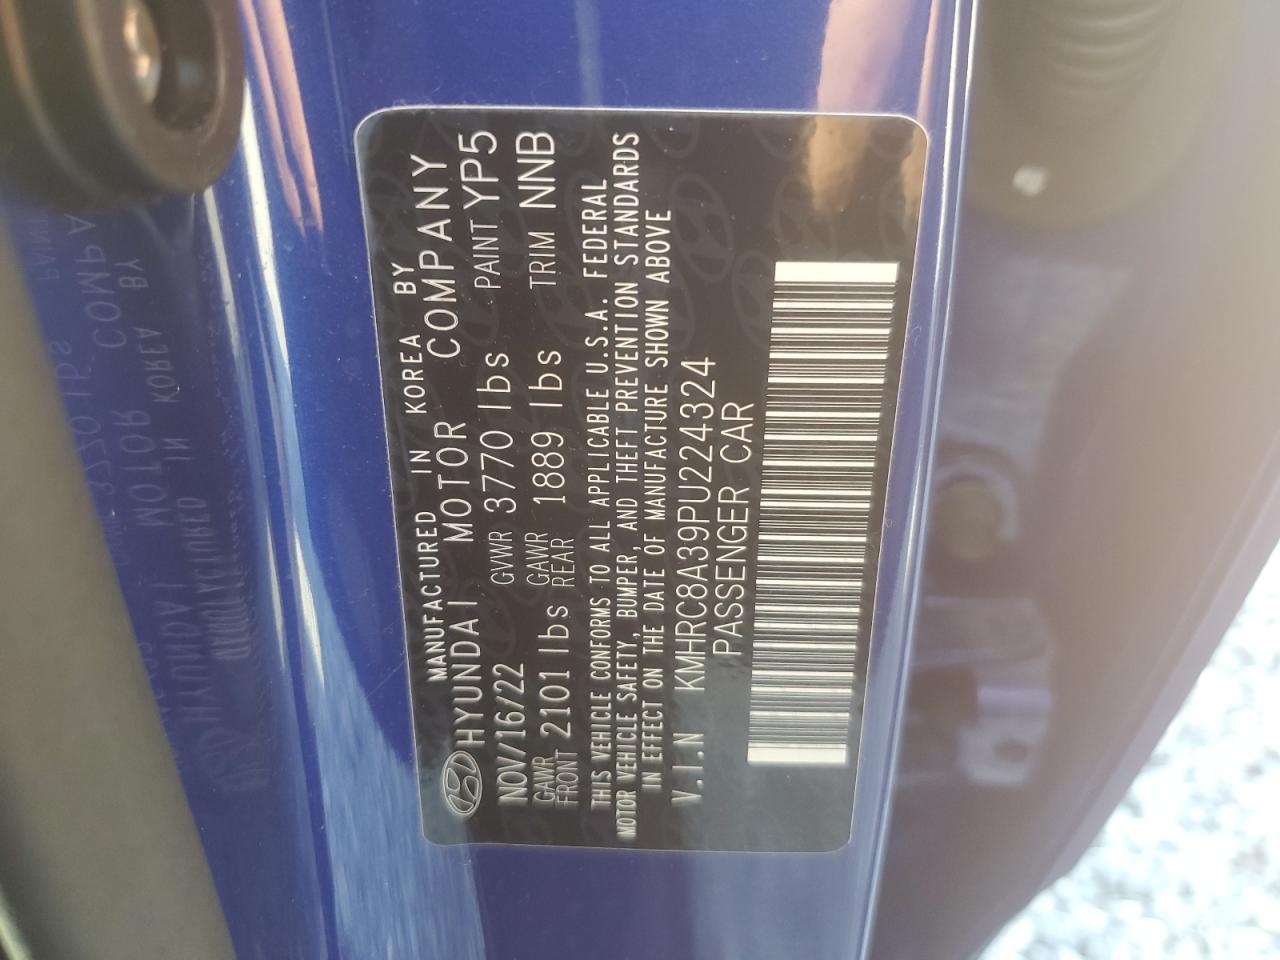 MANUFACTURED IN KOREA BY
HYUNDAI MOTOR COMPANY
NOV/16/22 GVWR 3770 lbs PAINT YP5
GAWR FRONT 2101 lbs GAWR REAR 1889 lbs TRIM NNB
THIS VEHICLE CONFORMS TO ALL APPLICABLE U.S.A. FEDERAL
MOTOR VEHICLE SAFETY, BUMPER, AND THEFT PREVENTION STANDARDS
IN EFFECT ON THE DATE OF MANUFACTURE SHOWN ABOVE
V.I.N KMHRC8A39PU224324
PASSENGER CAR